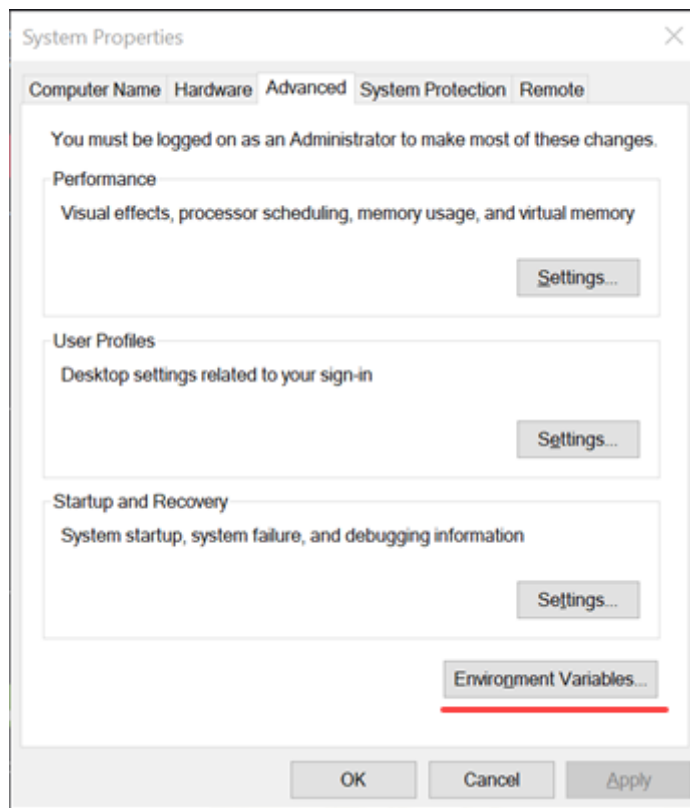 System Properties
Computer Name Hardware Advanced System Protection Remote
You must be logged on as an Administrator to make most of these changes.
Performance
Visual effects, processor scheduling, memory usage, and virtual memory
Settings...
User Profiles
Desktop settings related to your sign-in
Settings...
Startup and Recovery
System startup, system failure, and debugging information
Settings...
Environment Variables...
OK Cancel Apply